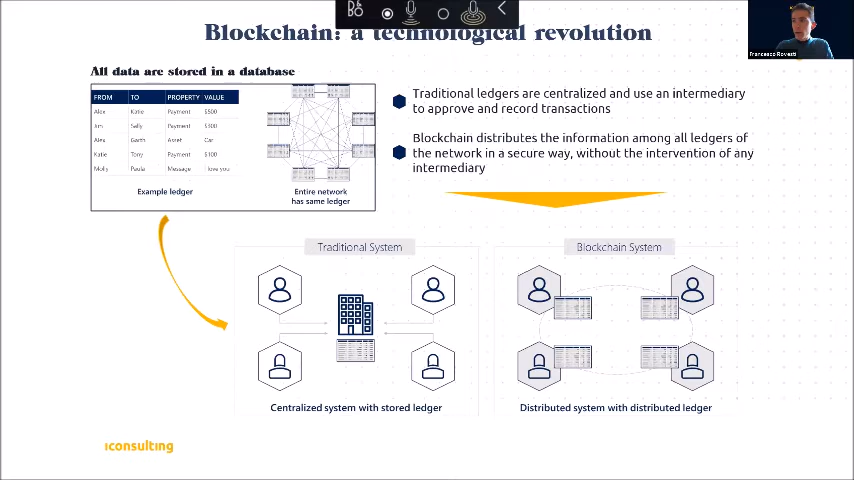 Blockchain: a technological revolution
Francesco Rovesti
All data are stored in a database
FROM TO PROPERTY VALUE
Alex Katie Payment $500
Jim Sally Payment $300
Alex Garth Asset Car
Katie Tony Payment $100
Molly Paula Message I love you
Example ledger
Entire network
has same ledger
Traditional ledgers are centralized and use an intermediary
to approve and record transactions
Blockchain distributes the information among all ledgers of
the network in a secure way, without the intervention of any
intermediary
Traditional System
Blockchain System
Centralized system with stored ledger
Distributed system with distributed ledger
iconsulting